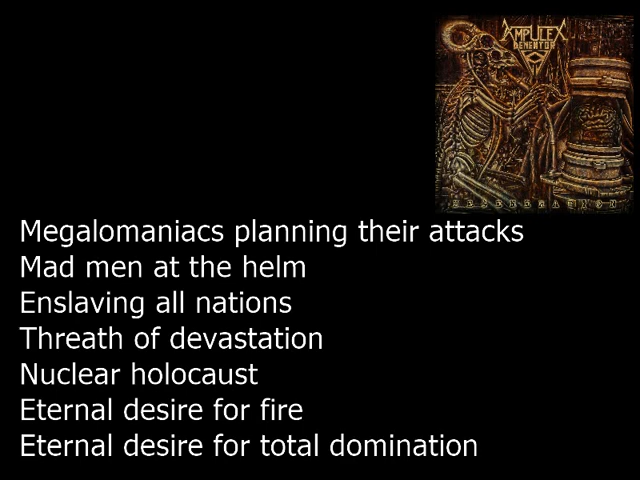 AMPULEX
DEMENTOR
Megalomaniacs planning their attacks
Mad men at the helm
Enslaving all nations
Threath of devastation
Nuclear holocaust
Eternal desire for fire
Eternal desire for total domination